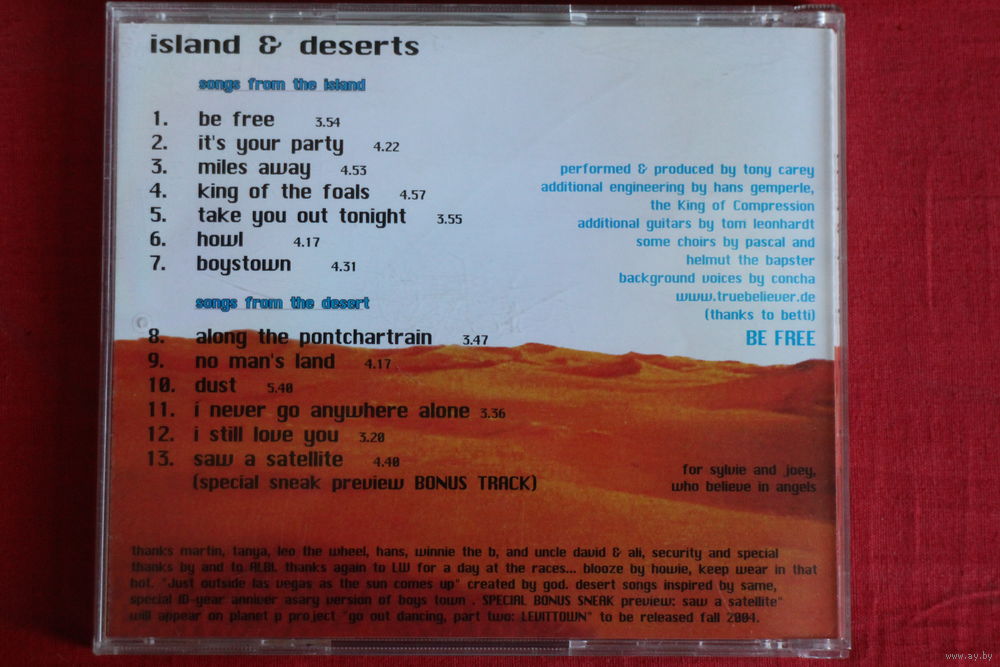 island & deserts
songs from the island
1. be free 3.54
2. it's your party 4.22
3. miles away 4.53
4. king of the foals 4.57
5. take you out tonight 3.55
6. howl 4.17
7. boystown 4.31
performed & produced by tony carey
additional engineering by hans gemperle,
the King of Compression
additional guitars by tom leonhardt
some choirs by pascal and
helmut the bapster
background voices by concha
www.truebeliever.de
(thanks to betti)
BE FREE
songs from the desert
8. along the pontchartrain 3.47
9. no man's land 4.17
10. dust 5.40
11. i never go anywhere alone 3.36
12. i still love you 3.20
13. saw a satellite 4.40
(special sneak preview BONUS TRACK)
for sylvie and joey,
who believe in angels
thanks martin, tanya, leo the wheel, hans, winnie the b, and uncle david & ali, security and special
thanks by and to ALBI. thanks again to LW for a day at the races... blooze by howie, keep wear in that
hot. "Just outside las vegas as the sun comes up" created by god. desert songs inspired by same,
special 10-year anniver asary version of boys town . SPECIAL BONUS SNEAK preview: saw a satellite"
will appear on planet p project "go out dancing, part two: LEVITTOWN" to be released fall 2004.
www.ay.by